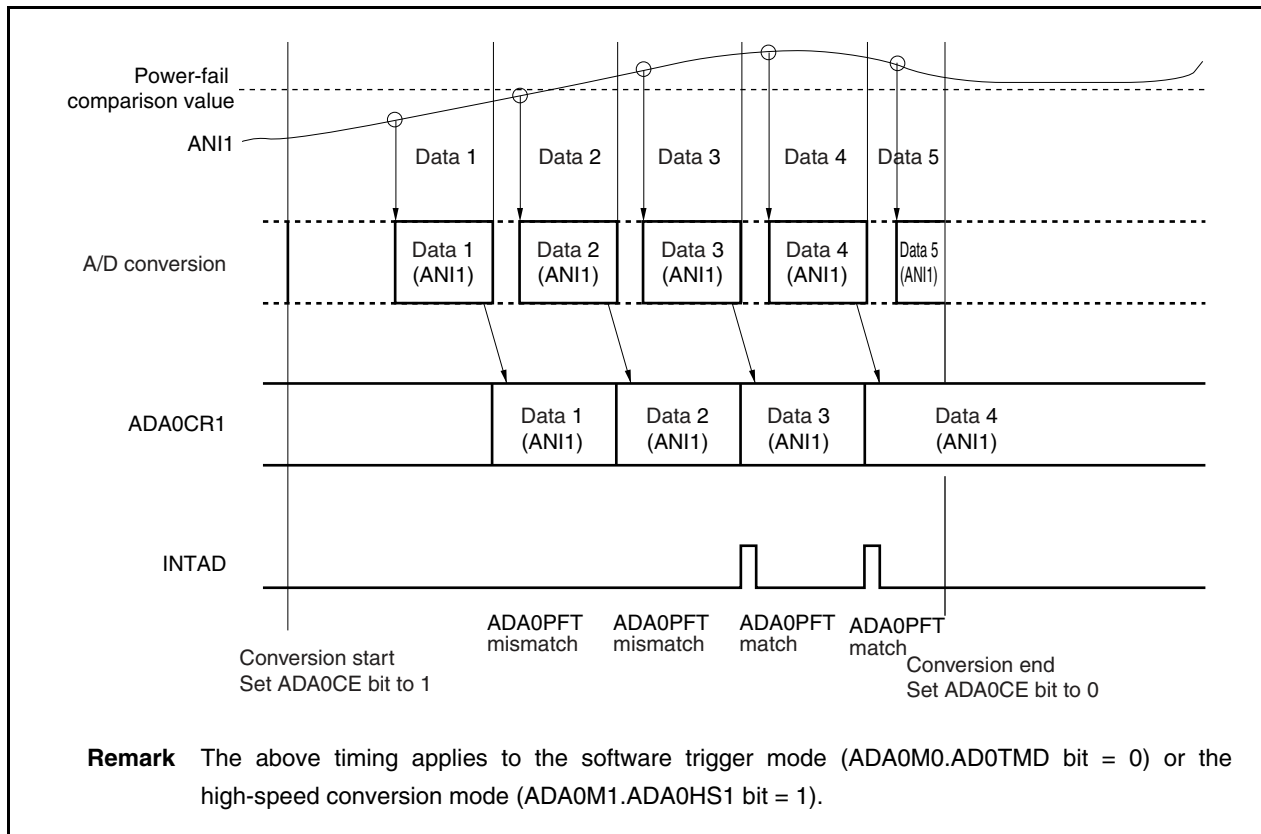 Power-fail
comparison value
ANI1
Data 1
Data 2
Data 3
Data 4
Data 5
A/D conversion
Data 1
(ANI1)
Data 2
(ANI1)
Data 3
(ANI1)
Data 4
(ANI1)
Data 5
(ANI1)
ADA0CR1
Data 1
(ANI1)
Data 2
(ANI1)
Data 3
(ANI1)
Data 4
(ANI1)
INTAD
ADA0PFT
mismatch
ADA0PFT
mismatch
ADA0PFT
match
ADA0PFT
match
Conversion start
Set ADA0CE bit to 1
Conversion end
Set ADA0CE bit to 0
Remark The above timing applies to the software trigger mode (ADA0M0.AD0TMD bit = 0) or the
high-speed conversion mode (ADA0M1.ADA0HS1 bit = 1).